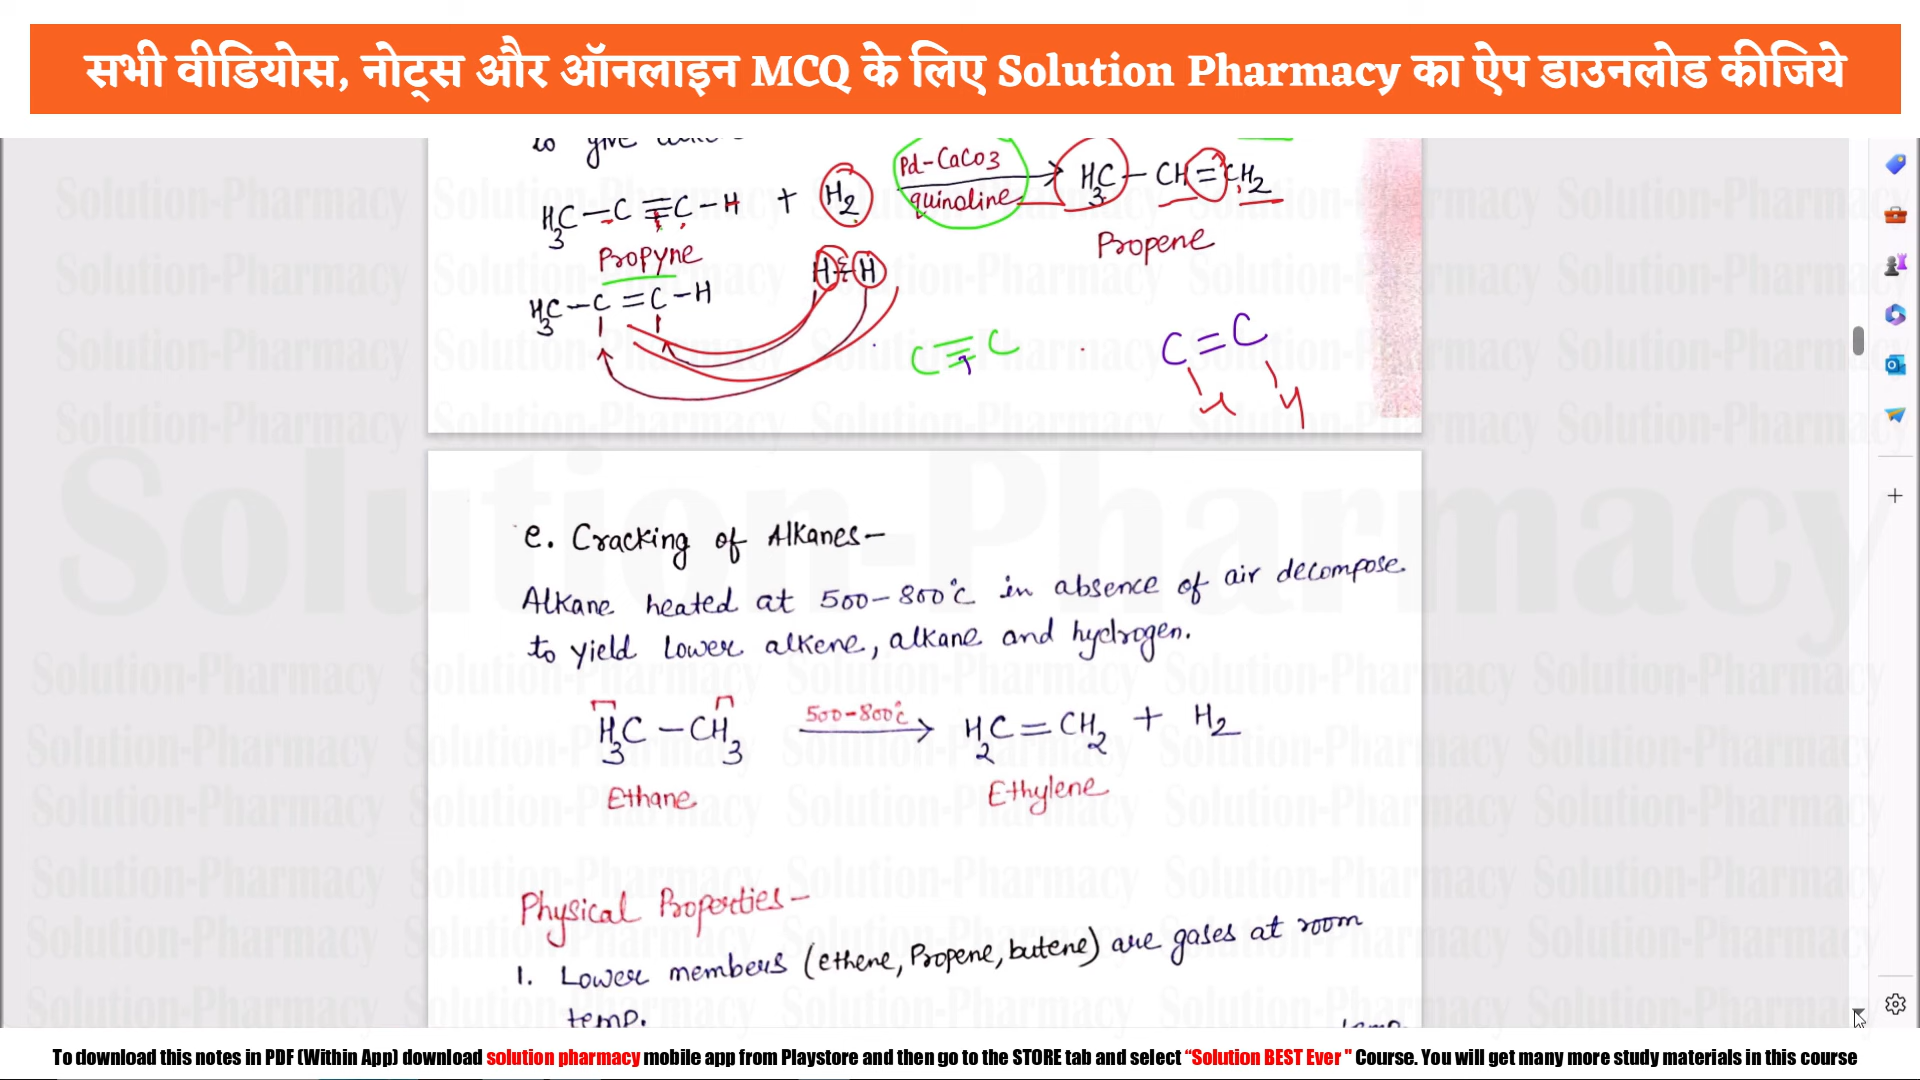 सभी वीडियोस, नोट्स और ऑनलाइन MCQ के लिए Solution Pharmacy का ऐप डाउनलोड कीजिये
to give
H3C – C ≡ C – H + H2
Pd-CaCO3
quinoline
H3C – CH = CH2
Propyne
Propene
H H
H3C – C = C – H
C ≡ C
C = C
H H
e. Cracking of Alkanes –
Alkane heated at 500–800°C in absence of air decompose
to yield lower alkene, alkane and hydrogen.
H3C – CH3
500–800°C
H2C = CH2 + H2
Ethane
Ethylene
Physical Properties –
1. Lower members (ethene, Propene, butene) are gases at room
temp.
Solution-Pharmacy
To download this notes in PDF (Within App) download solution pharmacy mobile app from Playstore and then go to the STORE tab and select “Solution BEST Ever " Course. You will get many more study materials in this course